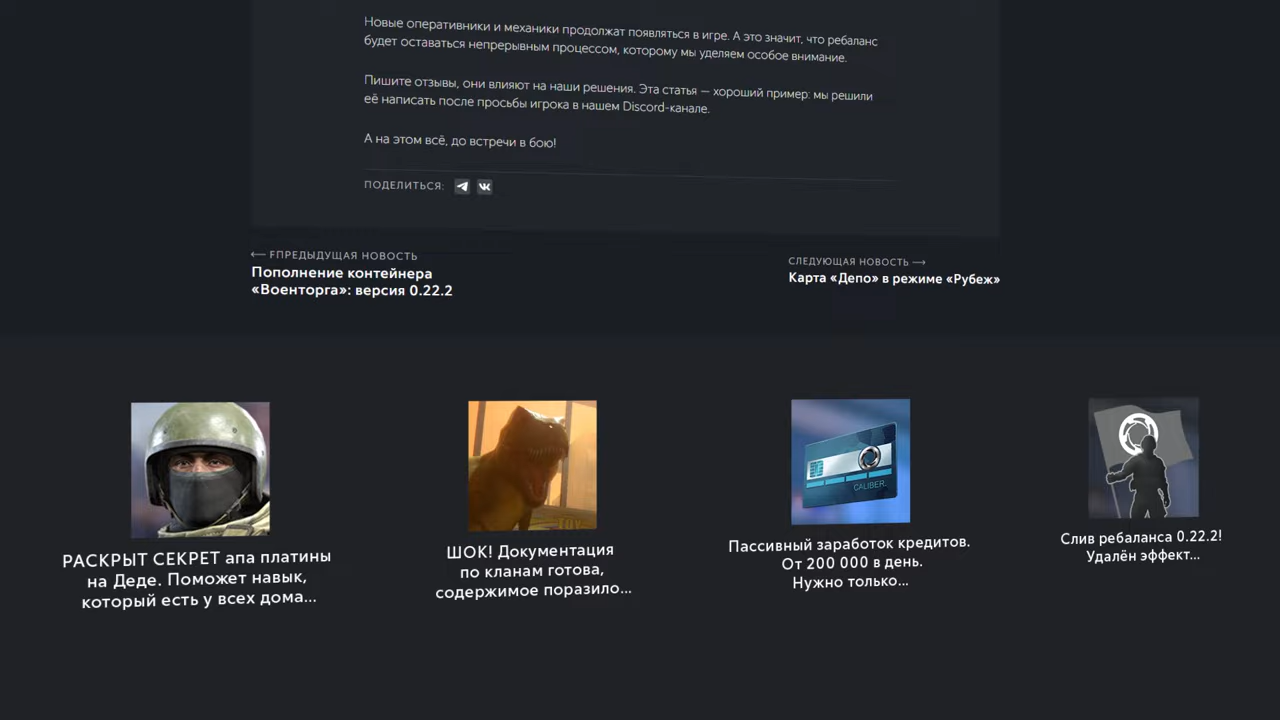 Новые оперативники и механики продолжат появляться в игре. А это значит, что ребаланс
будет оставаться непрерывным процессом, которому мы уделяем особое внимание.
Пишите отзывы, они влияют на наши решения. Эта статья — хороший пример: мы решили
её написать после просьбы игрока в нашем Discord-канале.
А на этом всё, до встречи в бою!
ПОДЕЛИТЬСЯ:
⟵ FПРЕДЫДУЩАЯ НОВОСТЬ
Пополнение контейнера
«Военторга»: версия 0.22.2
СЛЕДУЮЩАЯ НОВОСТЬ ⟶
Карта «Депо» в режиме «Рубеж»
РАСКРЫТ СЕКРЕТ апа платины
на Деде. Поможет навык,
который есть у всех дома...
ШОК! Документация
по кланам готова,
содержимое поразило...
CALIBER.
Пассивный заработок кредитов.
От 200 000 в день.
Нужно только...
Слив ребаланса 0.22.2!
Удалён эффект...